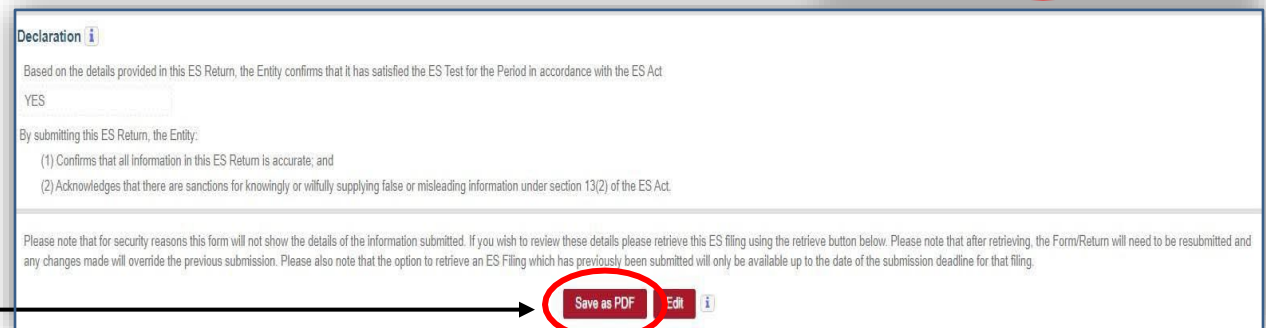 Declaration i
Based on the details provided in this ES Return, the Entity confirms that it has satisfied the ES Test for the Period in accordance with the ES Act
YES
By submitting this ES Return, the Entity:
(1) Confirms that all information in this ES Return is accurate; and
(2) Acknowledges that there are sanctions for knowingly or wilfully supplying false or misleading information under section 13(2) of the ES Act.
Please note that for security reasons this form will not show the details of the information submitted. If you wish to review these details please retrieve this ES filing using the retrieve button below. Please note that after retrieving, the Form/Return will need to be resubmitted and
any changes made will override the previous submission. Please also note that the option to retrieve an ES Filing which has previously been submitted will only be available up to the date of the submission deadline for that filing.
Save as PDF Edit i